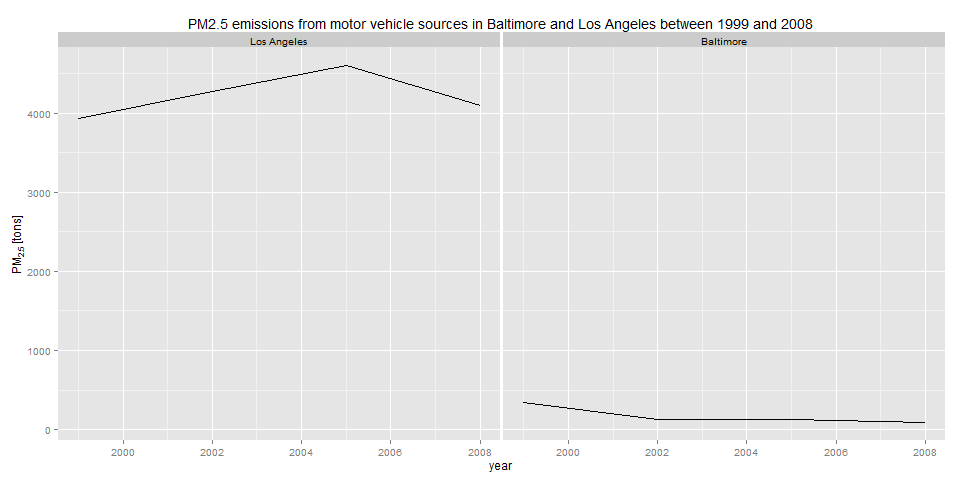 PM2.5 emissions from motor vehicle sources in Baltimore and Los Angeles between 1999 and 2008
Los Angeles
Baltimore
4000
3000
2000
1000
0
PM2.5 [tons]
2000 2002 2004 2006 2008
2000 2002 2004 2006 2008
year